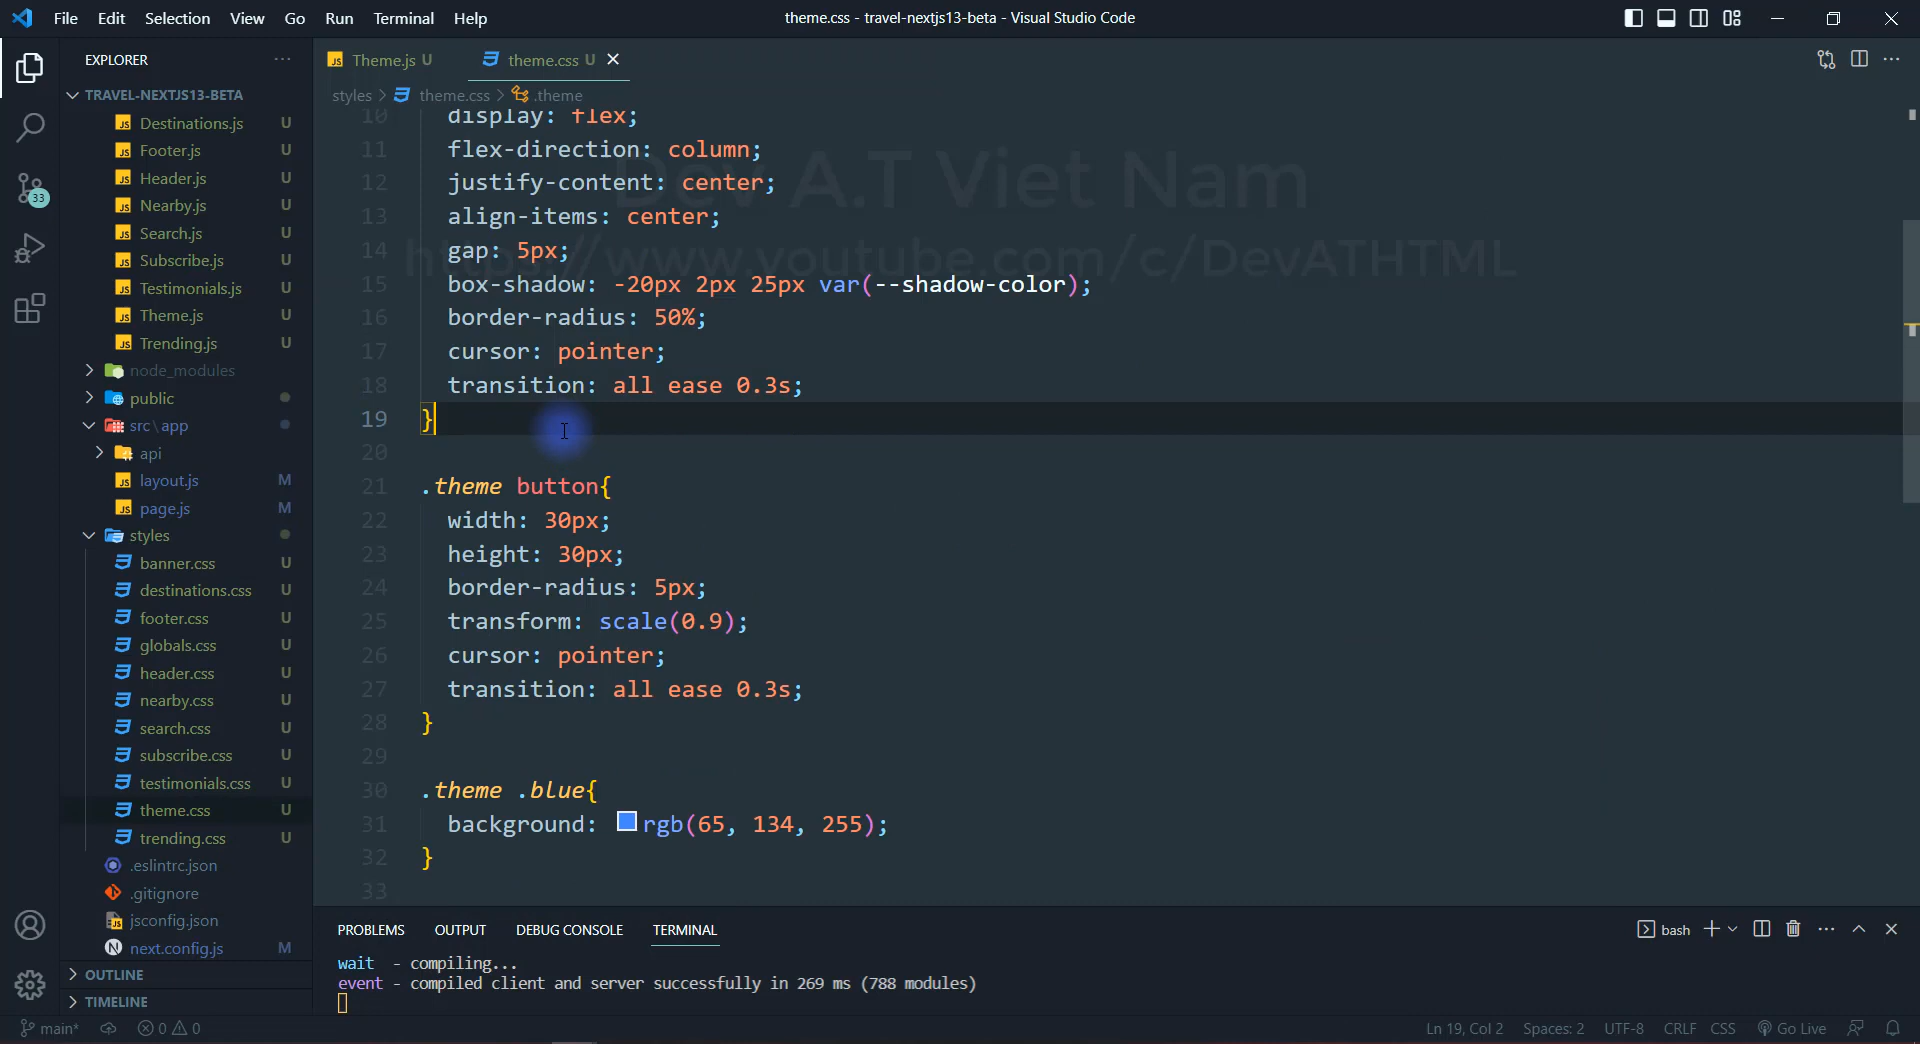 File Edit Selection View Go Run Terminal Help
theme.css - travel-nextjs13-beta - Visual Studio Code
EXPLORER
TRAVEL-NEXTJS13-BETA
Destinations.js U
Footer.js U
Header.js U
Nearby.js U
Search.js U
Subscribe.js U
Testimonials.js U
Theme.js U
Trending.js U
node_modules
public
src\app
api
layout.js M
page.js M
styles
banner.css U
destinations.css U
footer.css U
globals.css U
header.css U
nearby.css U
search.css U
subscribe.css U
testimonials.css U
theme.css U
trending.css U
.eslintrc.json
.gitignore
jsconfig.json
next.config.js M
OUTLINE
TIMELINE
33
Theme.js U
theme.css U
styles > theme.css > .theme
Dev A.T Viet Nam
https://www.youtube.com/c/DevATHTML
10 display: flex;
11 flex-direction: column;
12 justify-content: center;
13 align-items: center;
14 gap: 5px;
15 box-shadow: -20px 2px 25px var(--shadow-color);
16 border-radius: 50%;
17 cursor: pointer;
18 transition: all ease 0.3s;
19 }
20
21 .theme button{
22 width: 30px;
23 height: 30px;
24 border-radius: 5px;
25 transform: scale(0.9);
26 cursor: pointer;
27 transition: all ease 0.3s;
28 }
29
30 .theme .blue{
31 background: rgb(65, 134, 255);
32 }
33
PROBLEMS OUTPUT DEBUG CONSOLE TERMINAL
bash
wait - compiling...
event - compiled client and server successfully in 269 ms (788 modules)
main* 0 0
Ln 19, Col 2 Spaces: 2 UTF-8 CRLF CSS Go Live